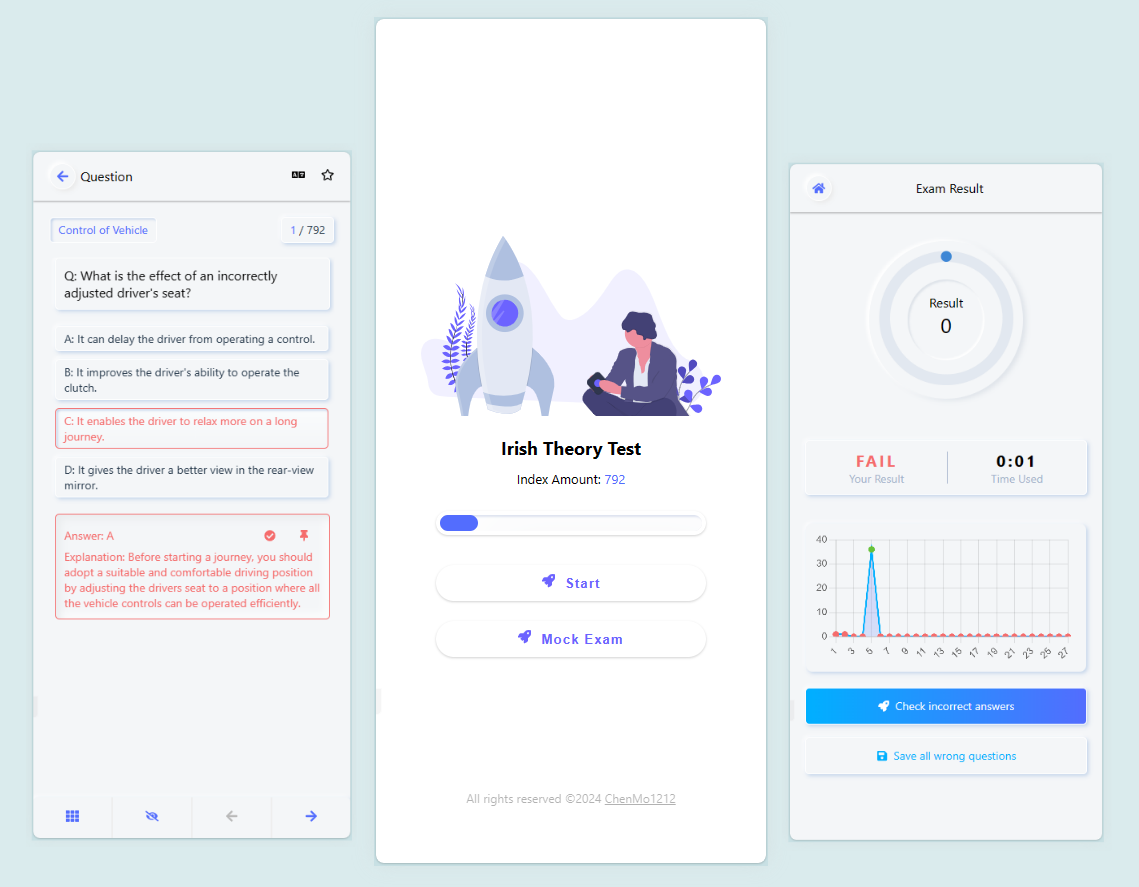 Question
Control of Vehicle
1 / 792
Q: What is the effect of an incorrectly
adjusted driver's seat?
A: It can delay the driver from operating a control.
B: It improves the driver's ability to operate the
clutch.
C: It enables the driver to relax more on a long
journey.
D: It gives the driver a better view in the rear-view
mirror.
Answer: A
Explanation: Before starting a journey, you should
adopt a suitable and comfortable driving position
by adjusting the drivers seat to a position where all
the vehicle controls can be operated efficiently.
Irish Theory Test
Index Amount: 792
Start
Mock Exam
All rights reserved ©2024 ChenMo1212
Exam Result
Result
0
FAIL
Your Result
0:01
Time Used
40
30
20
10
0
1 3 5 7 9 11 13 15 17 19 21 23 25 27
Check incorrect answers
Save all wrong questions